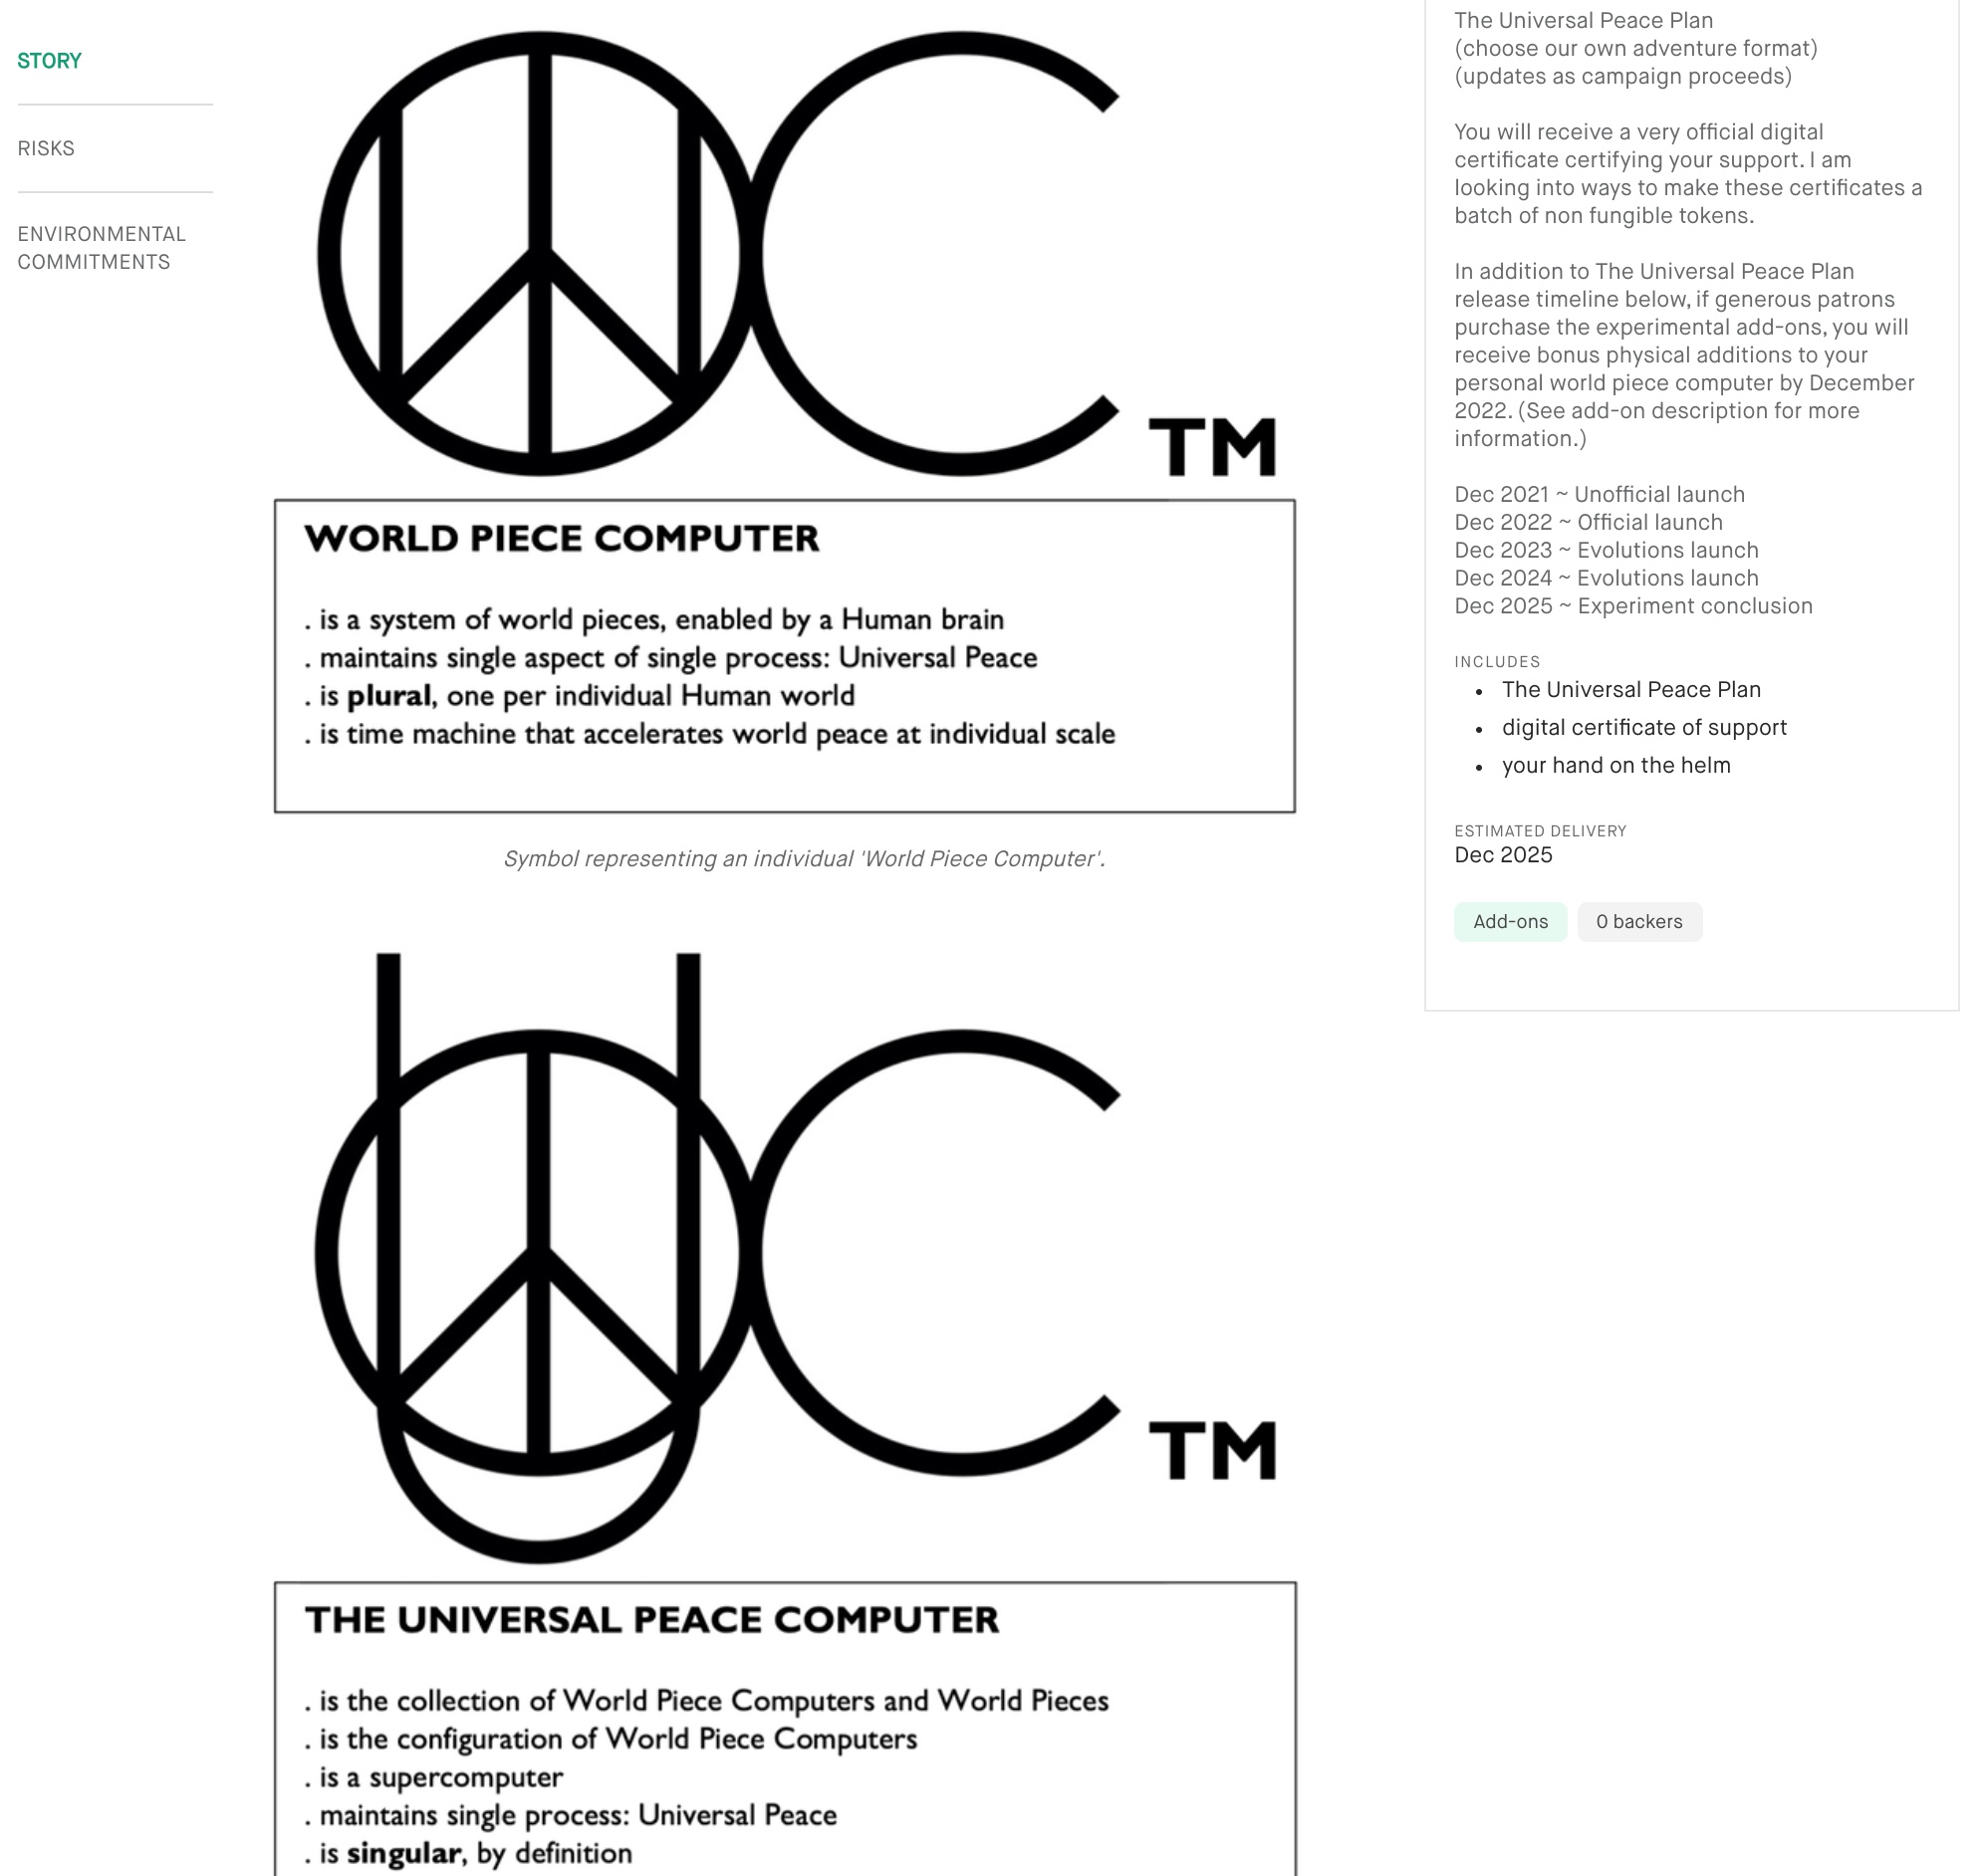 STORY
RISKS
ENVIRONMENTAL
COMMITMENTS
TM
WORLD PIECE COMPUTER
. is a system of world pieces, enabled by a Human brain
. maintains single aspect of single process: Universal Peace
. is plural, one per individual Human world
. is time machine that accelerates world peace at individual scale
Symbol representing an individual 'World Piece Computer'.
TM
THE UNIVERSAL PEACE COMPUTER
. is the collection of World Piece Computers and World Pieces
. is the configuration of World Piece Computers
. is a supercomputer
. maintains single process: Universal Peace
. is singular, by definition
The Universal Peace Plan
(choose our own adventure format)
(updates as campaign proceeds)
You will receive a very official digital
certificate certifying your support. I am
looking into ways to make these certificates a
batch of non fungible tokens.
In addition to The Universal Peace Plan
release timeline below, if generous patrons
purchase the experimental add-ons, you will
receive bonus physical additions to your
personal world piece computer by December
2022. (See add-on description for more
information.)
Dec 2021 ~ Unofficial launch
Dec 2022 ~ Official launch
Dec 2023 ~ Evolutions launch
Dec 2024 ~ Evolutions launch
Dec 2025 ~ Experiment conclusion
INCLUDES
• The Universal Peace Plan
• digital certificate of support
• your hand on the helm
ESTIMATED DELIVERY
Dec 2025
Add-ons 0 backers